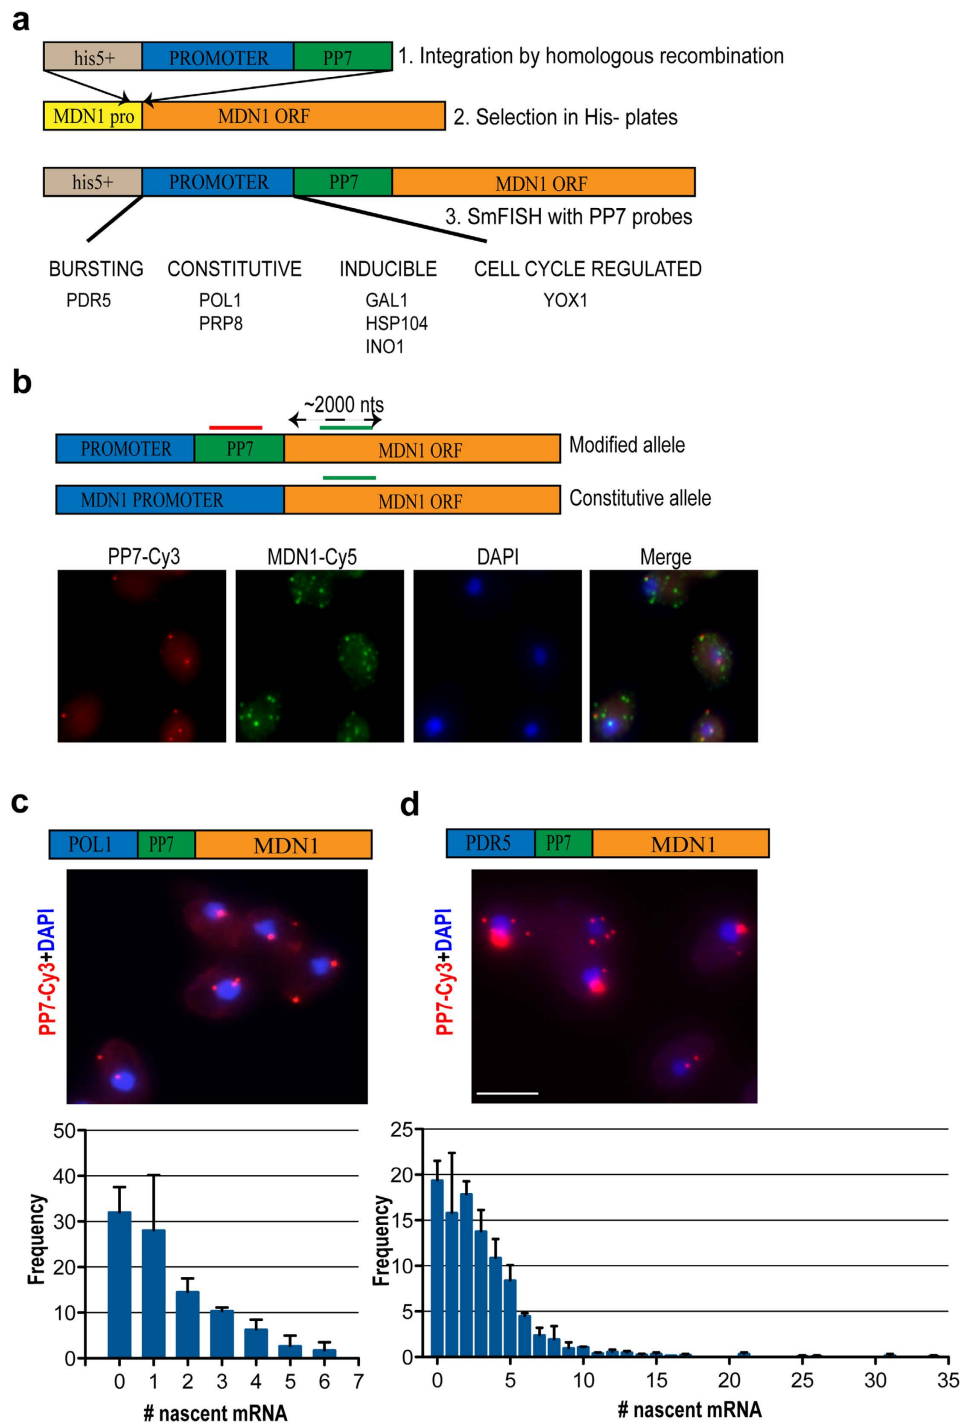 a
his5+ PROMOTER PP7
1. Integration by homologous recombination
MDN1 pro MDN1 ORF
2. Selection in His- plates
his5+ PROMOTER PP7 MDN1 ORF
3. SmFISH with PP7 probes
BURSTING CONSTITUTIVE INDUCIBLE CELL CYCLE REGULATED
PDR5 POL1 GAL1 YOX1
PRP8 HSP104
INO1
b
~2000 nts
PROMOTER PP7 MDN1 ORF Modified allele
MDN1 PROMOTER MDN1 ORF Constitutive allele
PP7-Cy3 MDN1-Cy5 DAPI Merge
c
POL1 PP7 MDN1
PP7-Cy3+DAPI
50
40
30
20
10
0
Frequency
0 1 2 3 4 5 6 7
# nascent mRNA
d
PDR5 PP7 MDN1
PP7-Cy3+DAPI
25
20
15
10
5
0
Frequency
0 5 10 15 20 25 30 35
# nascent mRNA